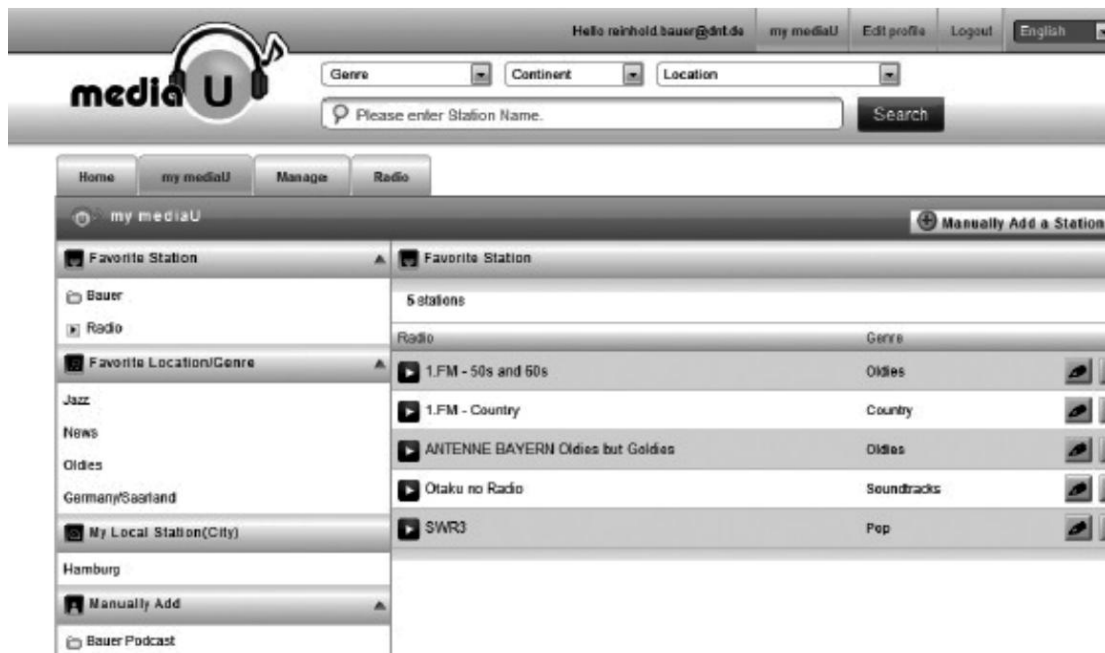 Hello reinhold.bauer@dnt.de my mediaU Edit profile Logout English
mediaU
Genre Continent Location
Please enter Station Name. Search
Home my mediaU Manager Radio
my mediaU Manually Add a Station
Favorite Station
Bauer
Radio
Favorite Location/Genre
Jazz
News
Oldies
Germany/Saarland
My Local Station(City)
Hamburg
Manually Add
Bauer Podcast
Favorite Station
5 stations
Radio Genre
1.FM - 50s and 60s Oldies
1.FM - Country Country
ANTENNE BAYERN Oldies but Goldies Oldies
Otaku no Radio Soundtracks
SWR3 Pop